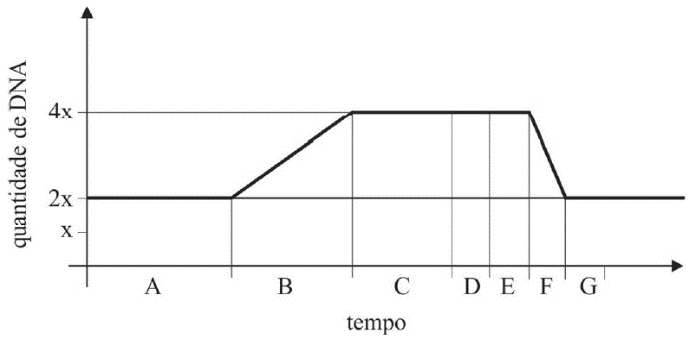 quantidade de DNA
4x
2x
x
A B C D E F G
tempo